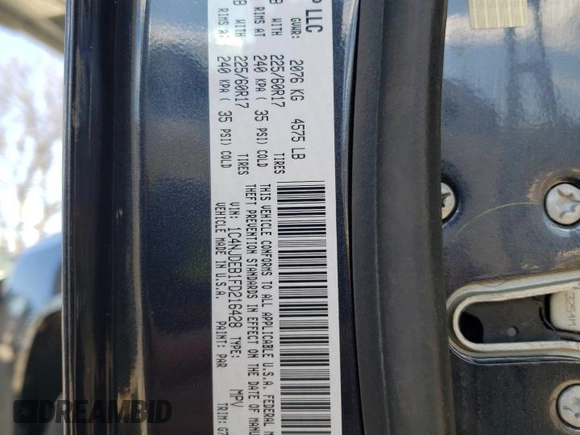 P LLC
GVWR: 2076 KG 4575 LB
B WITH 225/60R17 TIRES
RIMS AT 240 KPA ( 35 PSI) COLD
B WITH 225/60R17 TIRES
RIMS A 240 KPA ( 35 PSI) COLD
THIS VEHICLE CONFORMS TO ALL APPLICABLE U.S.A. FEDERAL
THEFT PREVENTION STANDARDS IN EFFECT ON THE DATE OF MANU
VIN: 1C4NJDEB1FD216428 TYPE: MPV
VEHICLE MADE IN U.S.A. PAINT: PAR TRIM:
DREAMBID